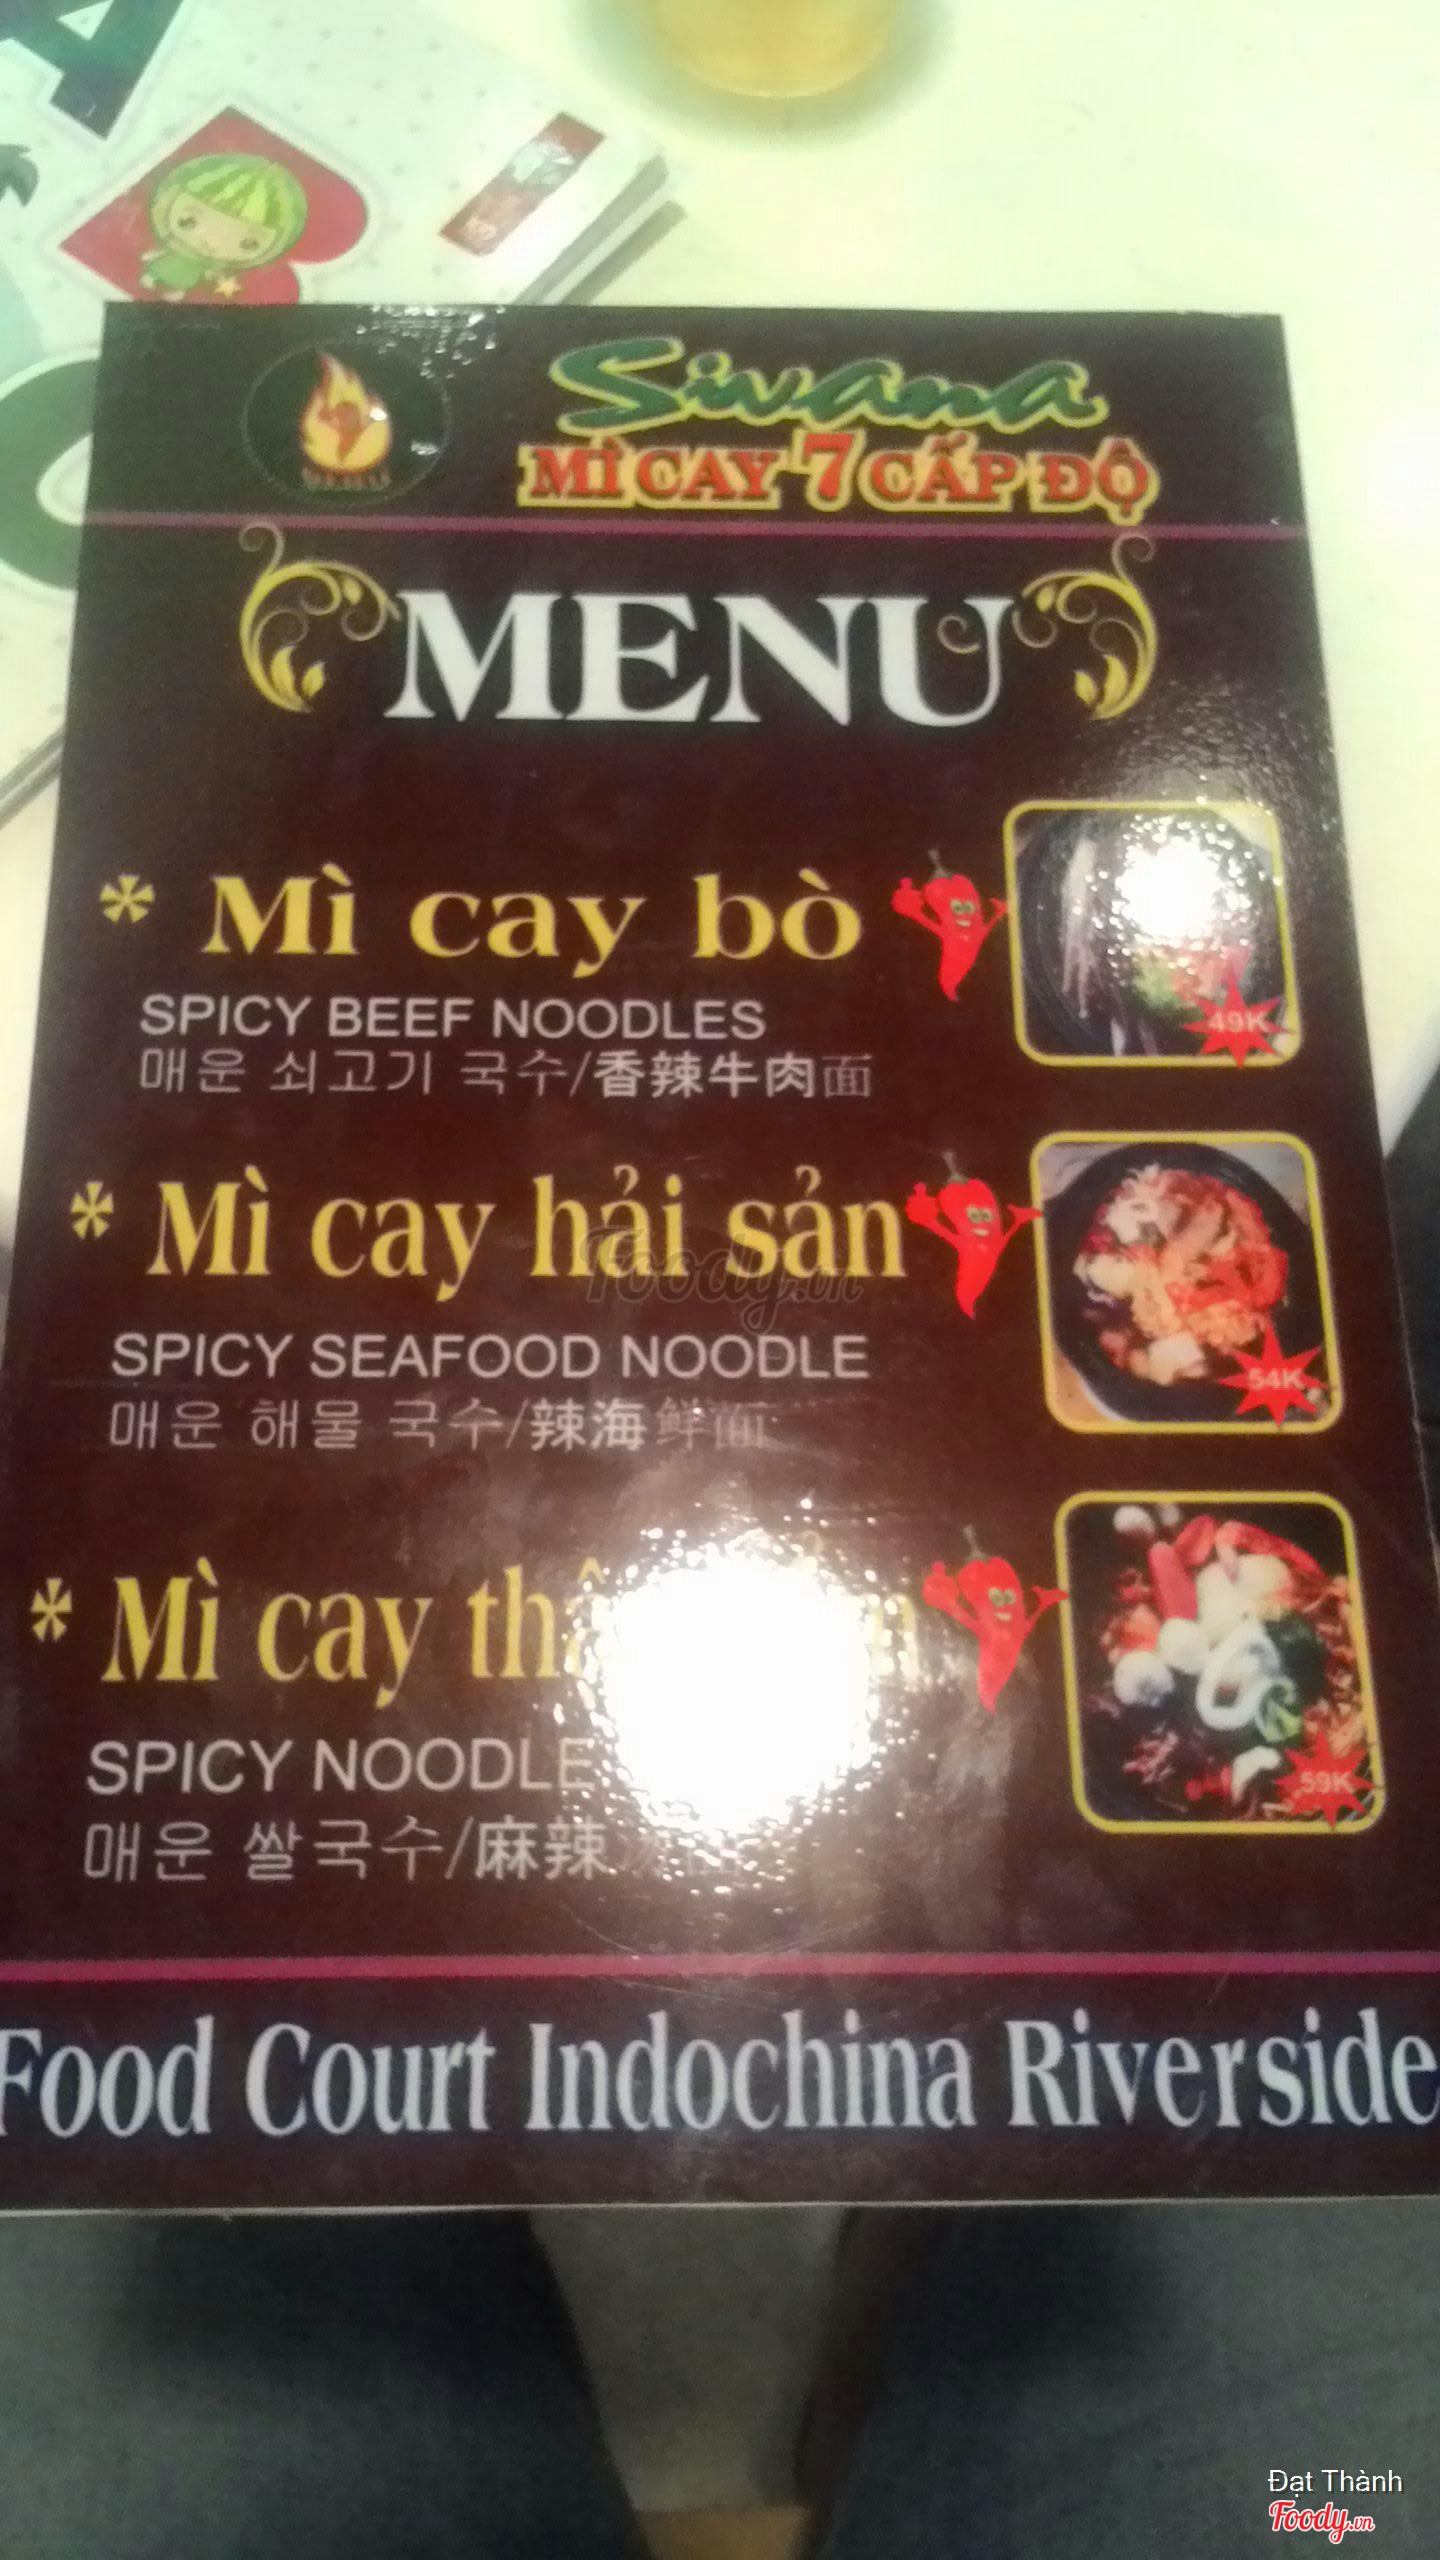 Sivana
MÌ CAY 7 CẤP ĐỘ
MENU
* Mì cay bò
SPICY BEEF NOODLES
매운 쇠고기 국수/香辣牛肉面
49K
* Mì cay hải sản
SPICY SEAFOOD NOODLE
매운 해물 국수/辣海鲜面
54K
* Mì cay
SPICY NOODLE
매운 쌀국수/麻辣 面
59K
Food Court Indochina Riverside
Foody.vn
Đạt Thành
Foody.vn